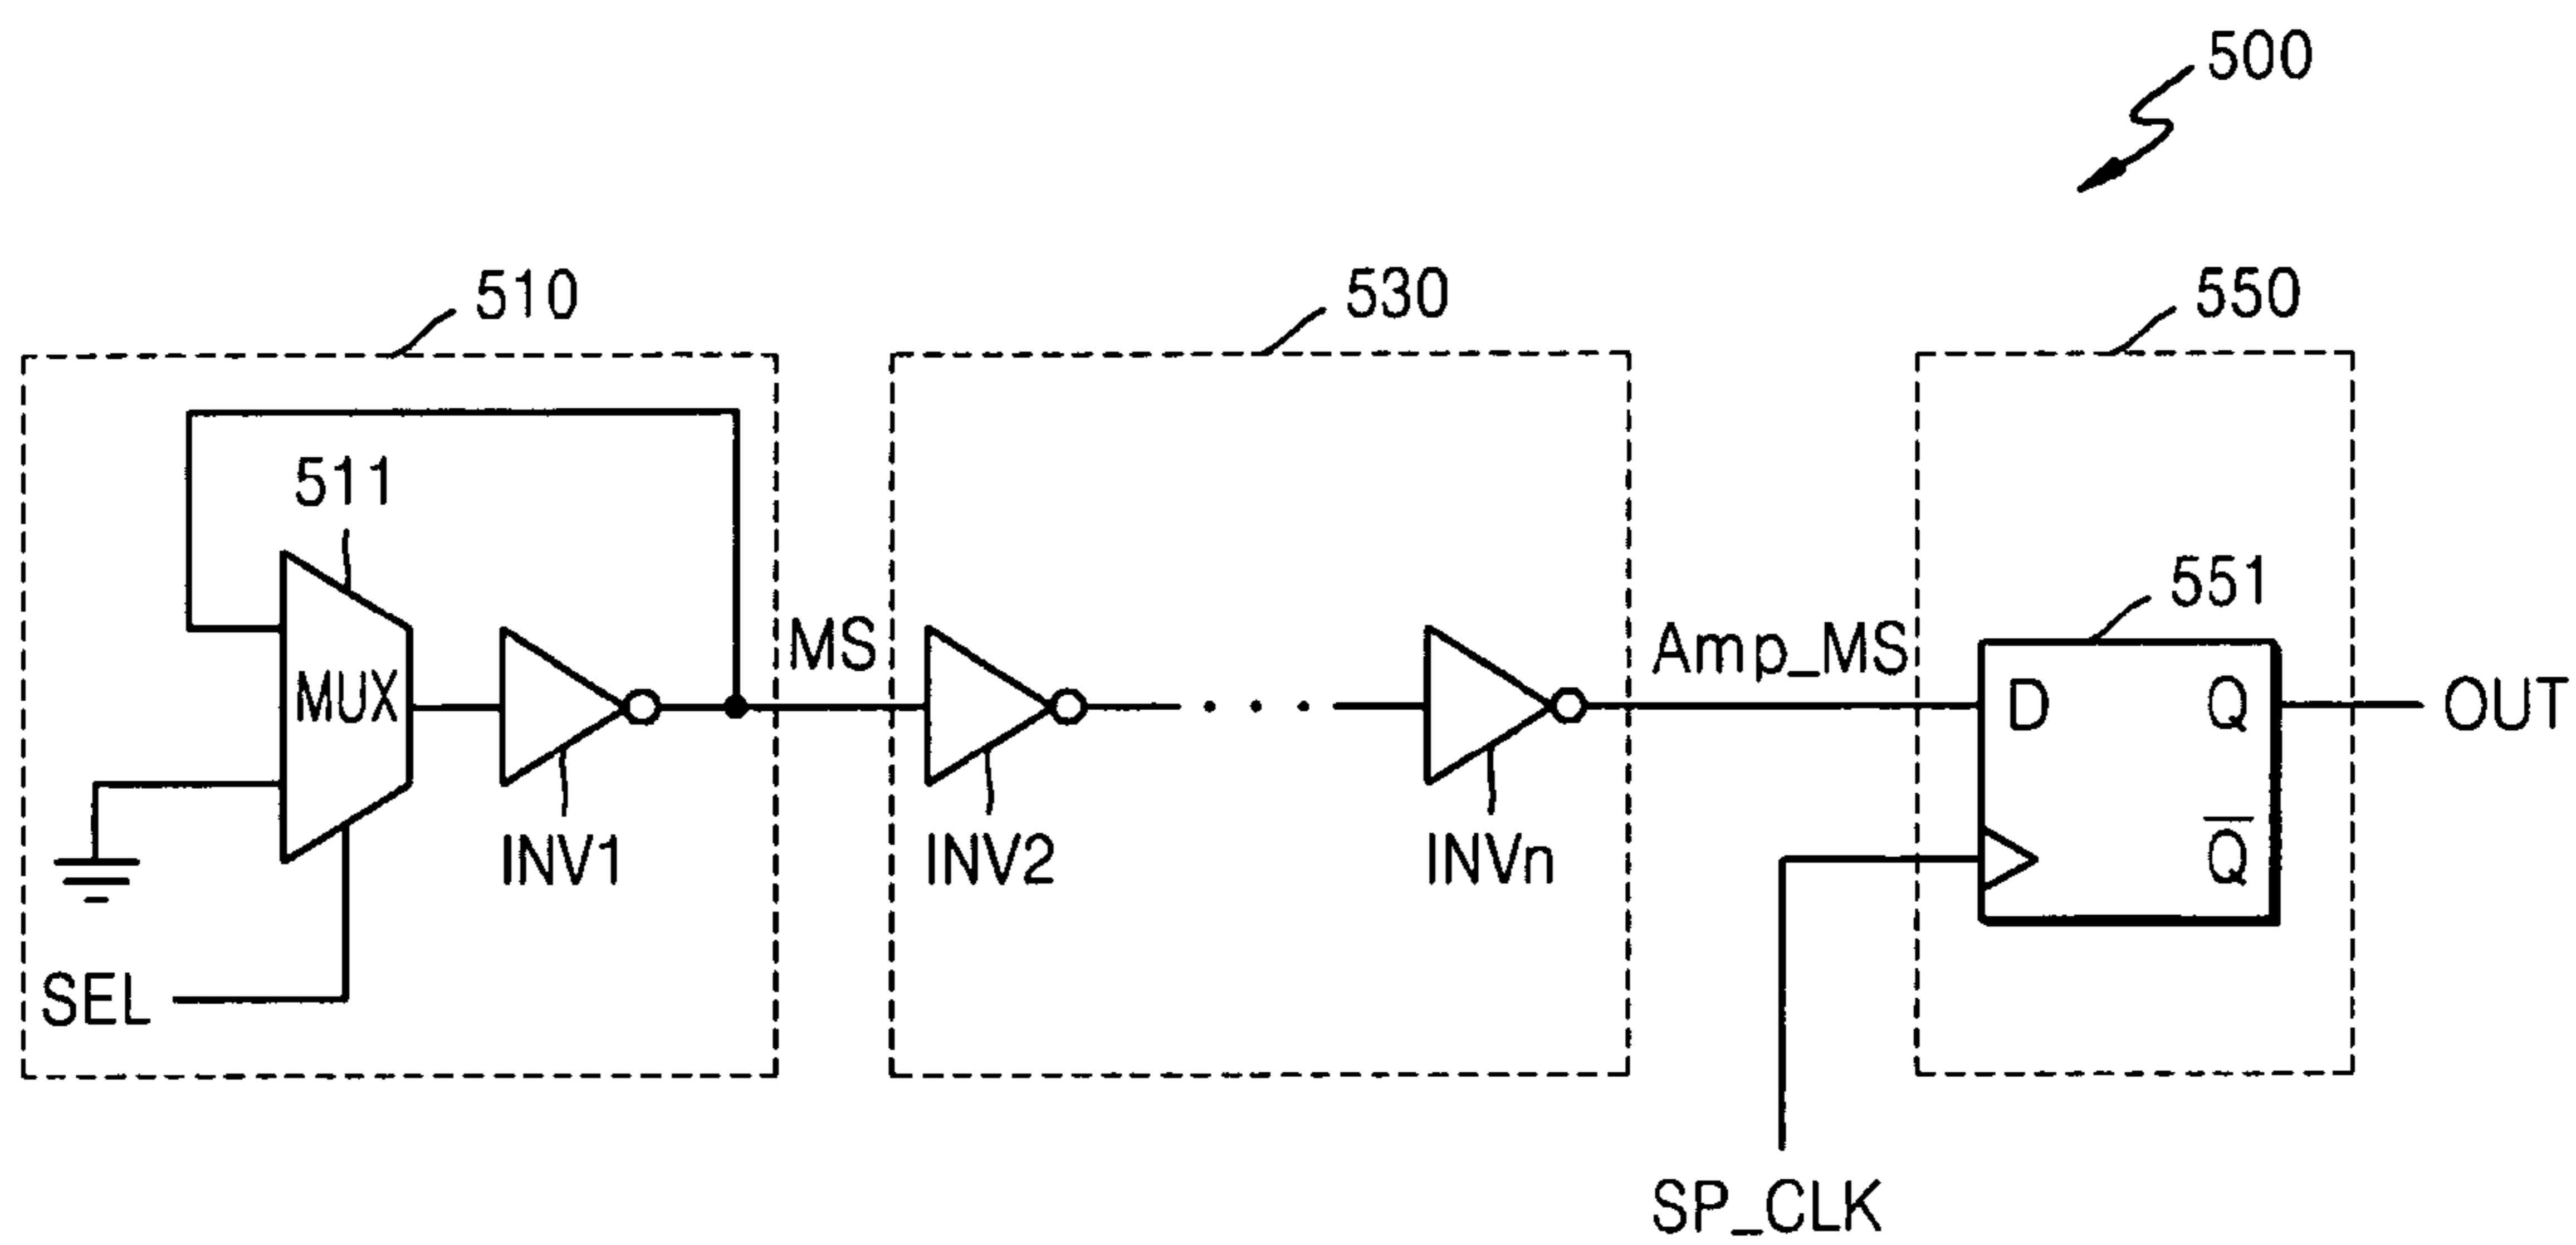 500
510
530
550
511
551
MUX
MS
Amp_MS
D
Q
OUT
INV1
INV2
INVn
Q̅
SEL
SP_CLK